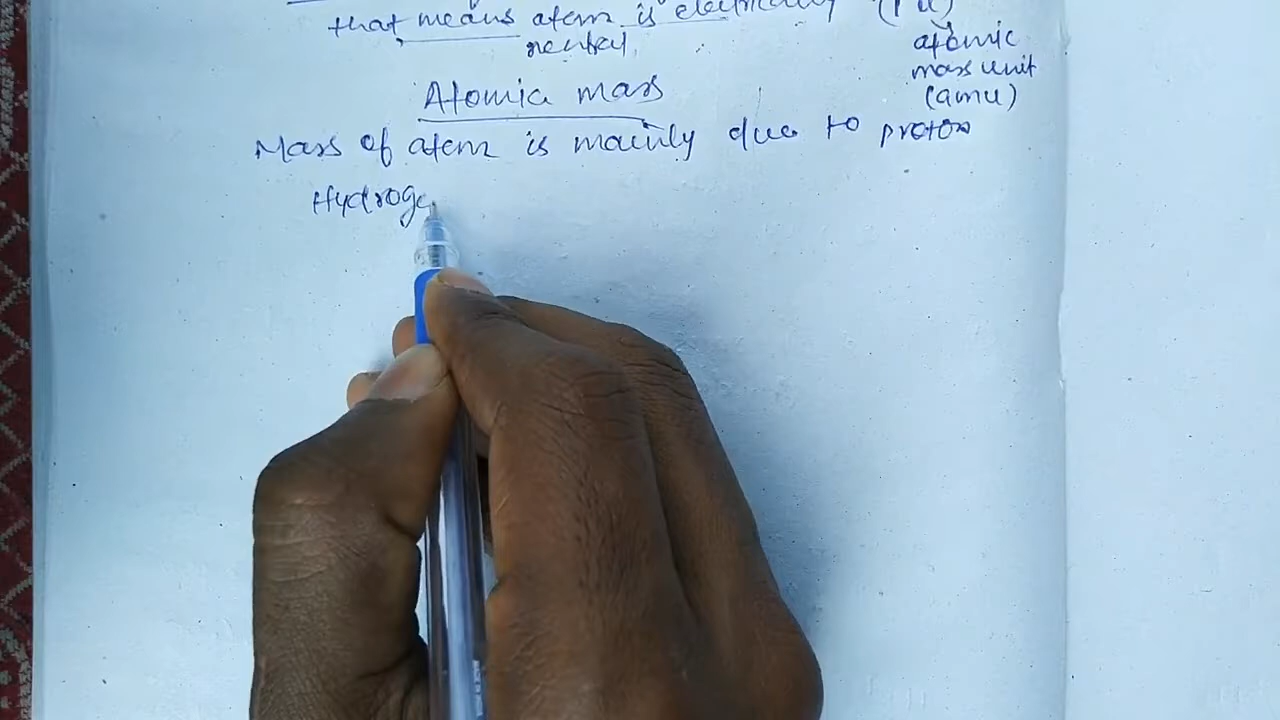 that means atom is electrically (1 u)
neutral
atomic
mass unit
(amu)
Atomic mass
Mass of atom is mainly due to proton
Hydroge